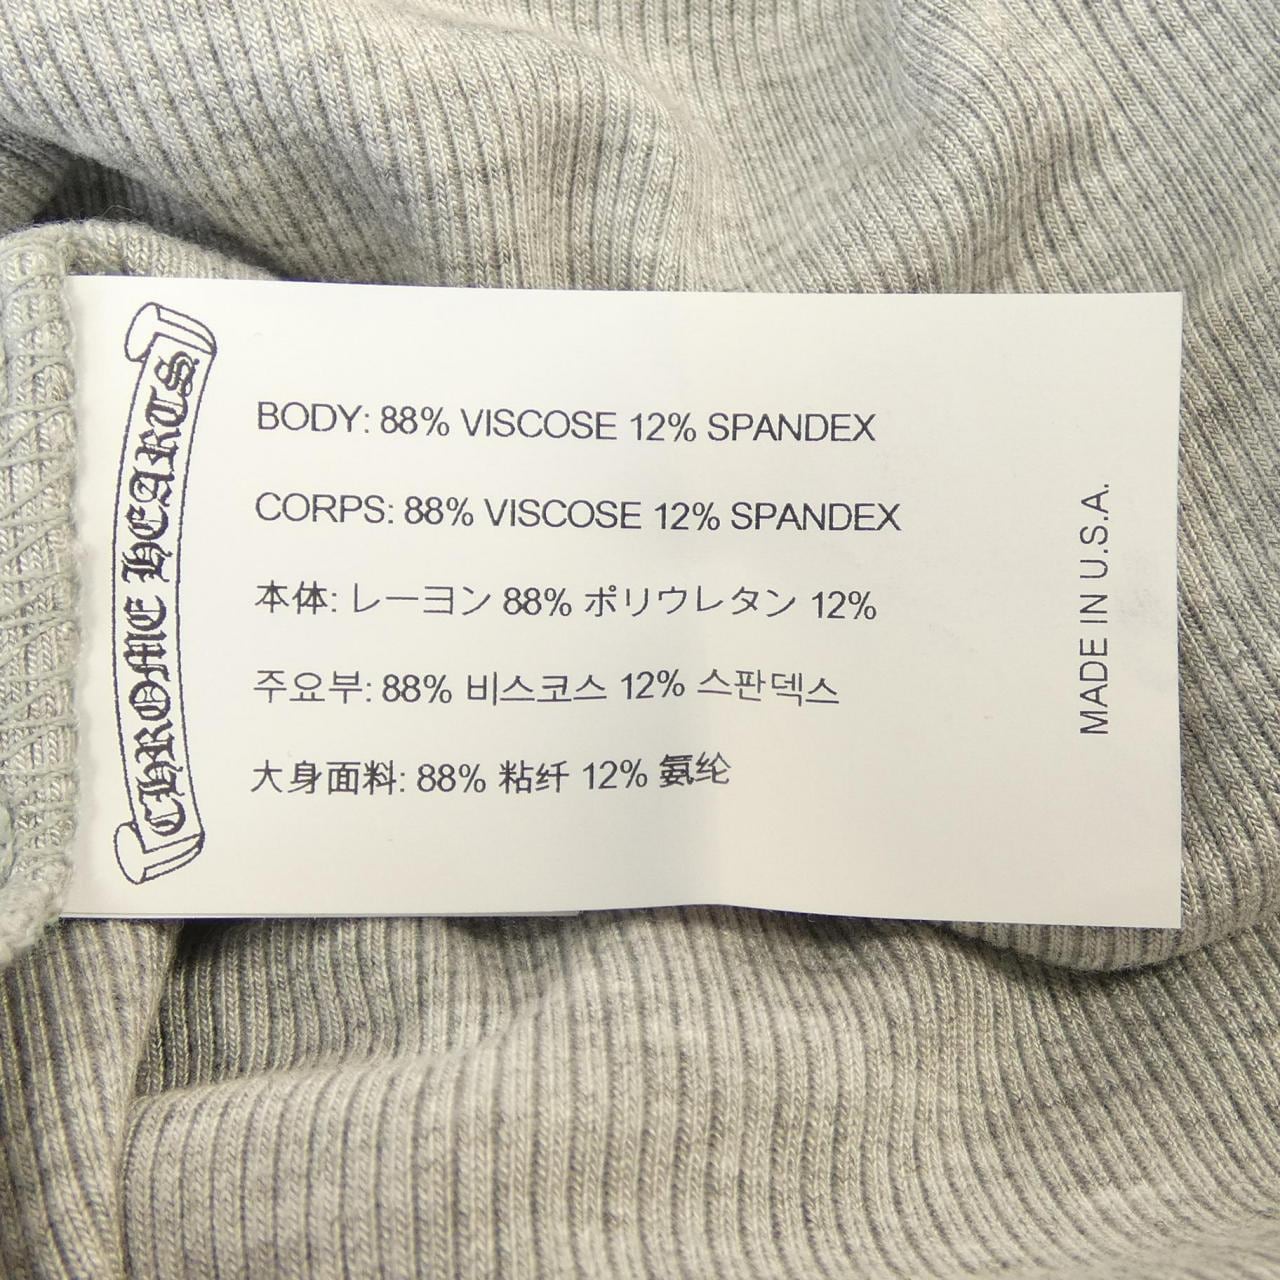 CHROME HEARTS
BODY: 88% VISCOSE 12% SPANDEX
CORPS: 88% VISCOSE 12% SPANDEX
本体: レーヨン 88% ポリウレタン 12%
주요부: 88% 비스코스 12% 스판덱스
大身面料: 88% 粘纤 12% 氨纶
MADE IN U.S.A.